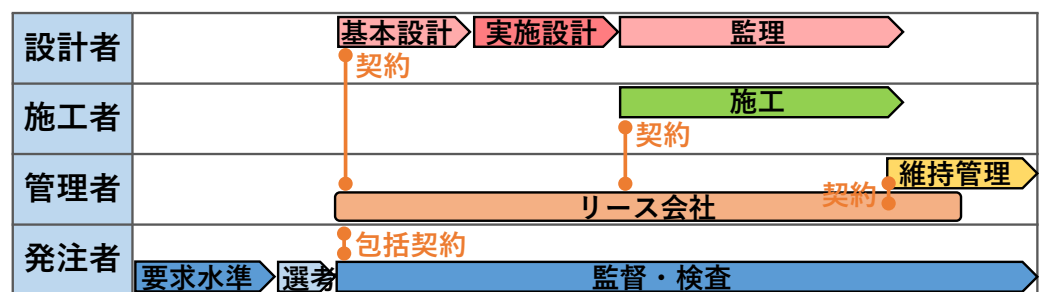 設計者
基本設計 実施設計 監理
契約
施工者
施工
契約
管理者
維持管理
契約
リース会社
発注者
包括契約
要求水準 選考 監督・検査